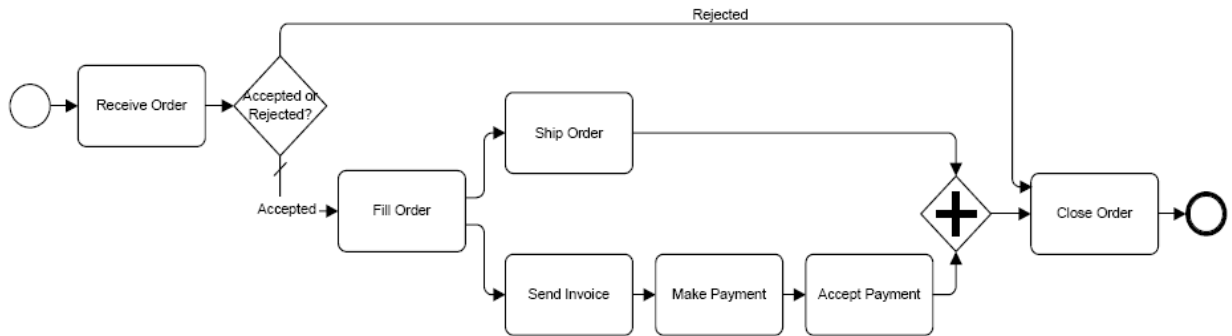 Rejected
Receive Order
Accepted or
Rejected?
Ship Order
Accepted
Fill Order
Close Order
Send Invoice
Make Payment
Accept Payment